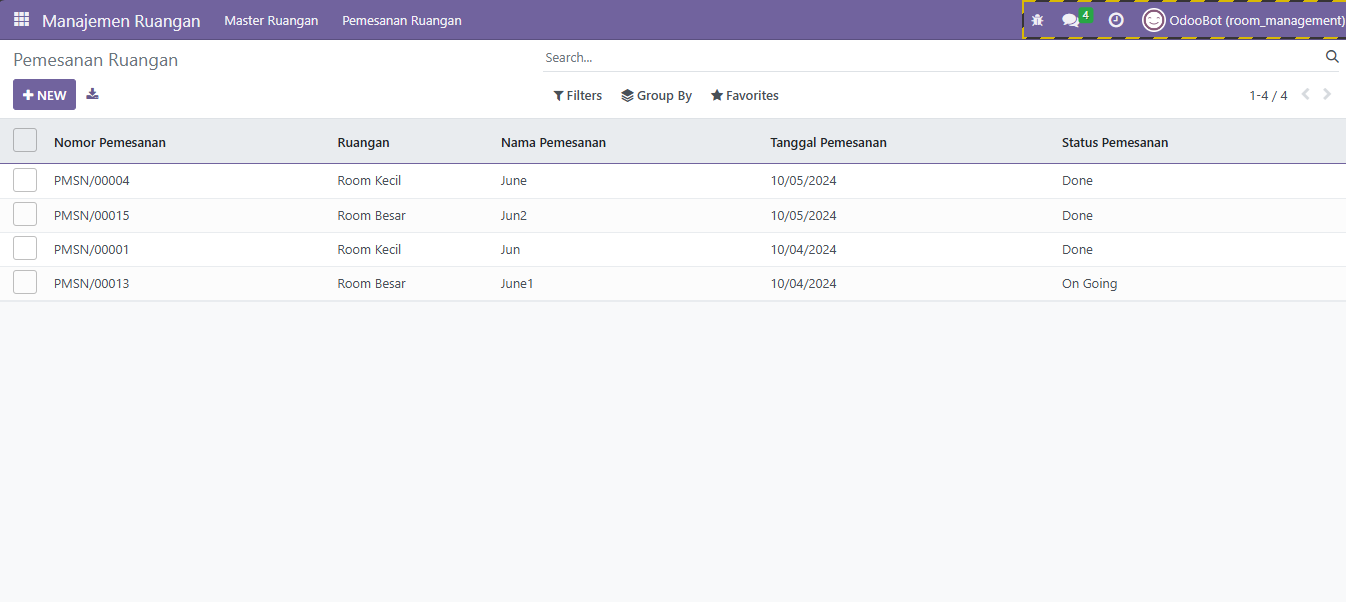 Manajemen Ruangan Master Ruangan Pemesanan Ruangan 4 OdooBot (room_management)
Pemesanan Ruangan Search...
NEW Filters Group By Favorites 1-4 / 4
Nomor Pemesanan Ruangan Nama Pemesanan Tanggal Pemesanan Status Pemesanan
PMSN/00004 Room Kecil June 10/05/2024 Done
PMSN/00015 Room Besar Jun2 10/05/2024 Done
PMSN/00001 Room Kecil Jun 10/04/2024 Done
PMSN/00013 Room Besar June1 10/04/2024 On Going